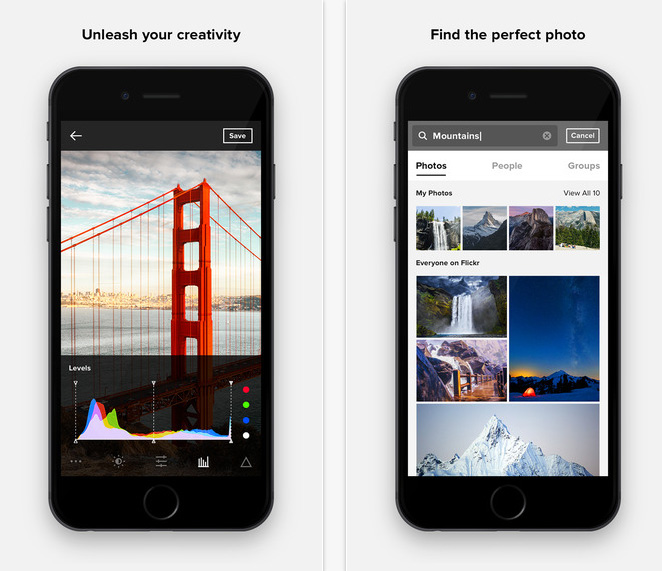 Unleash your creativity
Save
Levels
Find the perfect photo
Mountains
Cancel
Photos People Groups
My Photos View All 10
Everyone on Flickr